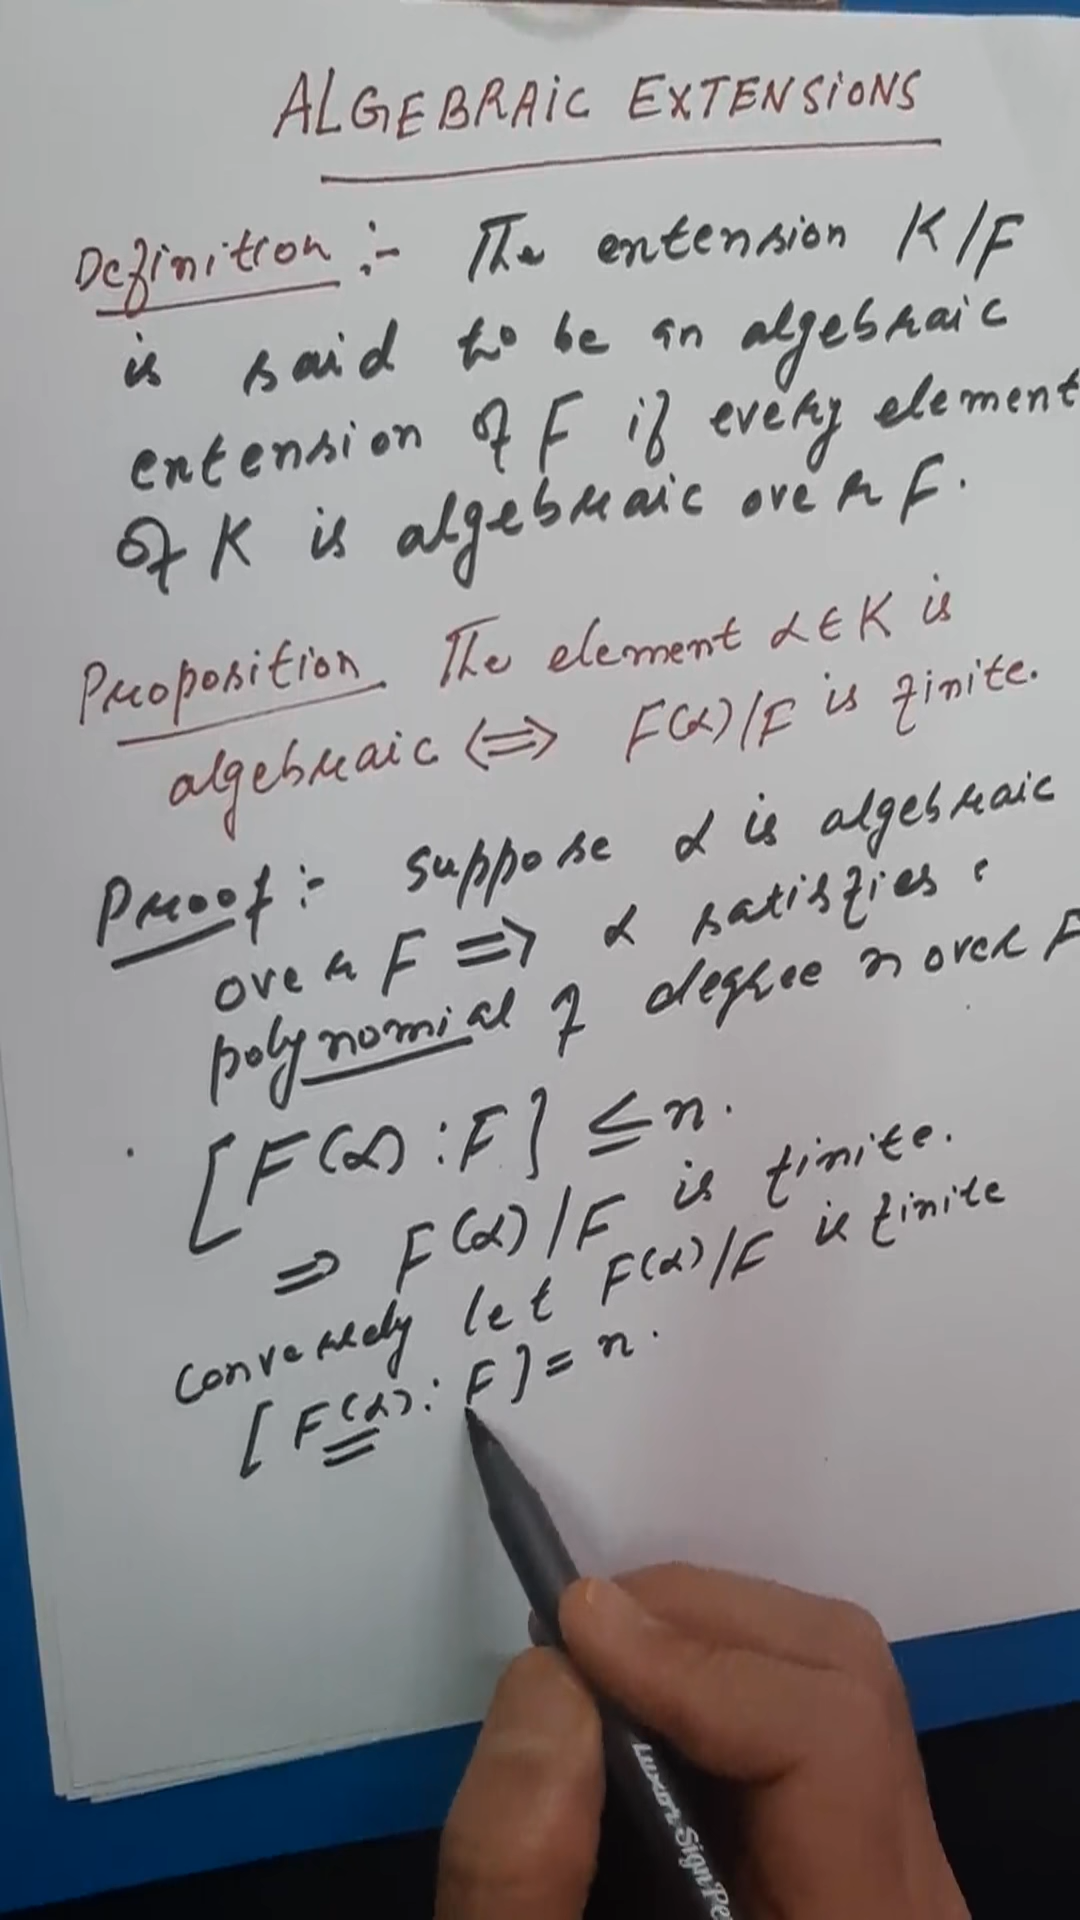 ALGEBRAIC EXTENSIONS
Definition :- The extension K/F
is said to be an algebraic
extension of F if every element
of K is algebraic over F.
Proposition The element α ∈ K is
algebraic ⟺ F(α)/F is finite.
Proof :- suppose α is algebraic
over F ⇒ α satisfies
polynomial of degree n over F
[F(α) : F] ≤ n.
⇒ F(α)/F is finite.
conversely let F(α)/F is finite
[F(α) : F] = n.
Luxor SignPe